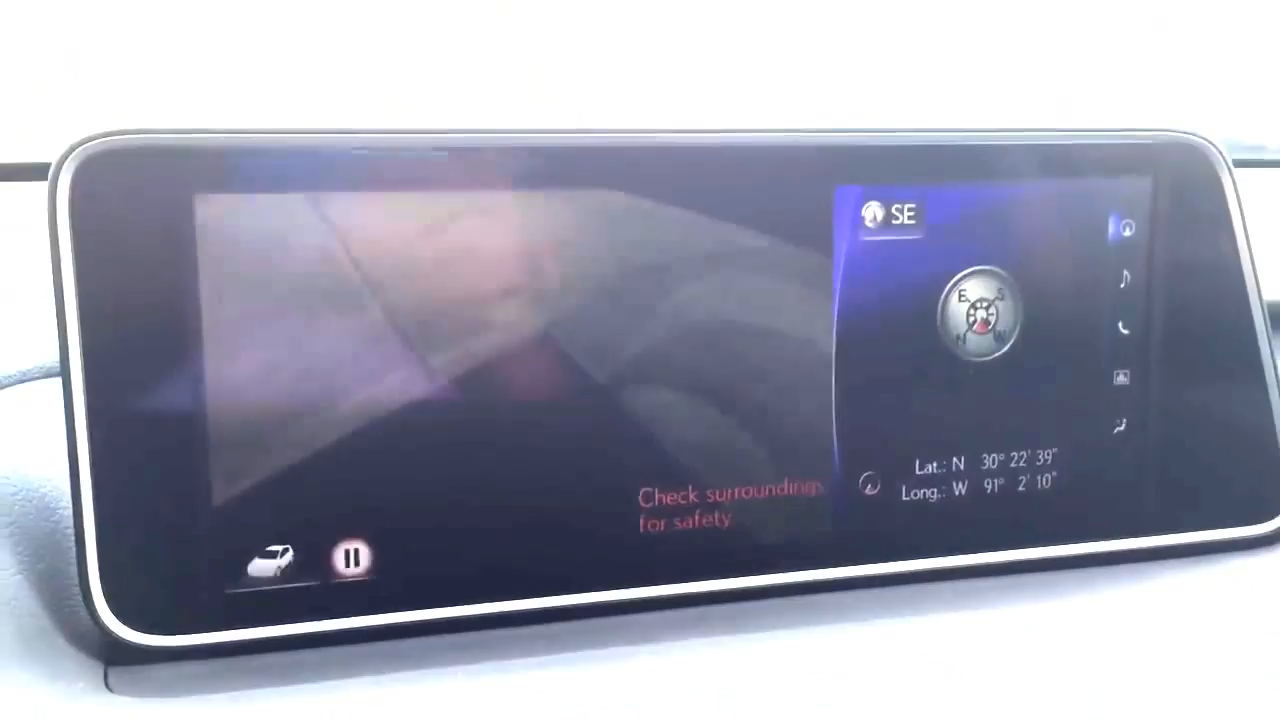 SE
E S
N W
Check surroundings
for safety.
Lat.: N 30° 22' 39"
Long.: W 91° 2' 10"